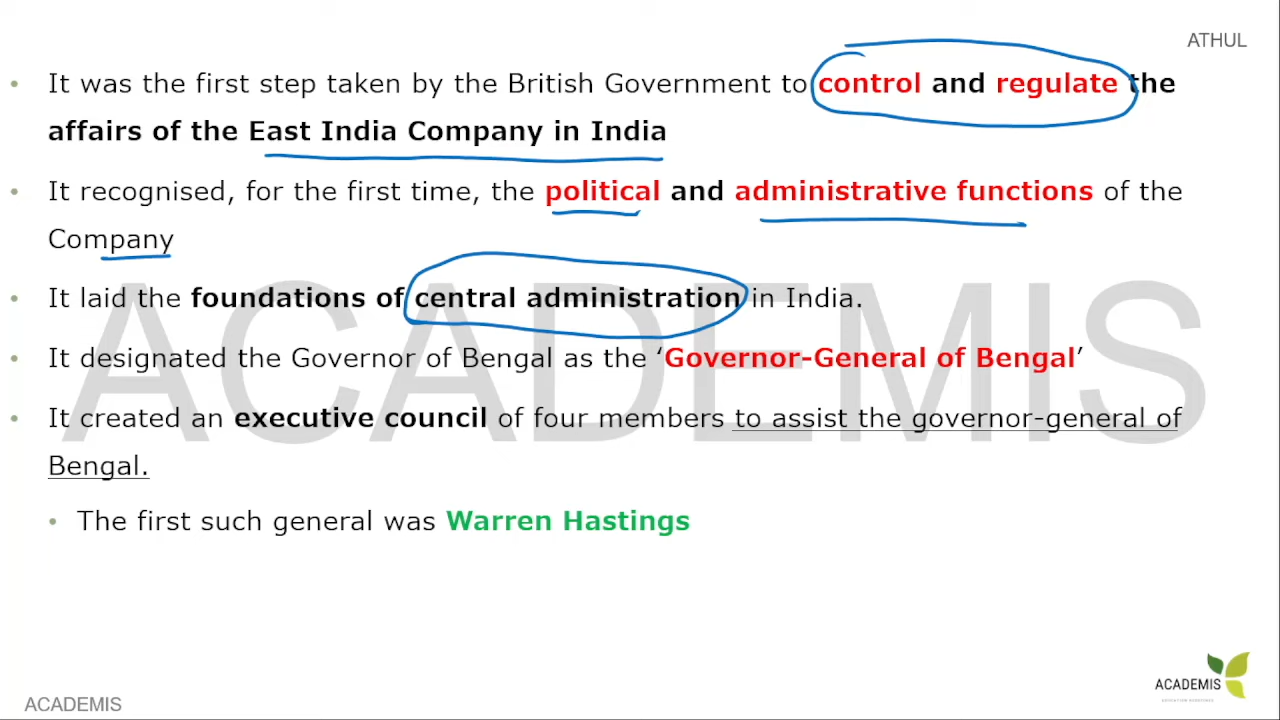 ATHUL
• It was the first step taken by the British Government to control and regulate the
affairs of the East India Company in India
• It recognised, for the first time, the political and administrative functions of the
Company
• It laid the foundations of central administration in India.
• It designated the Governor of Bengal as the ‘Governor-General of Bengal’
• It created an executive council of four members to assist the governor-general of
Bengal.
• The first such general was Warren Hastings
ACADEMIS
ACADEMIS
ACADEMIS